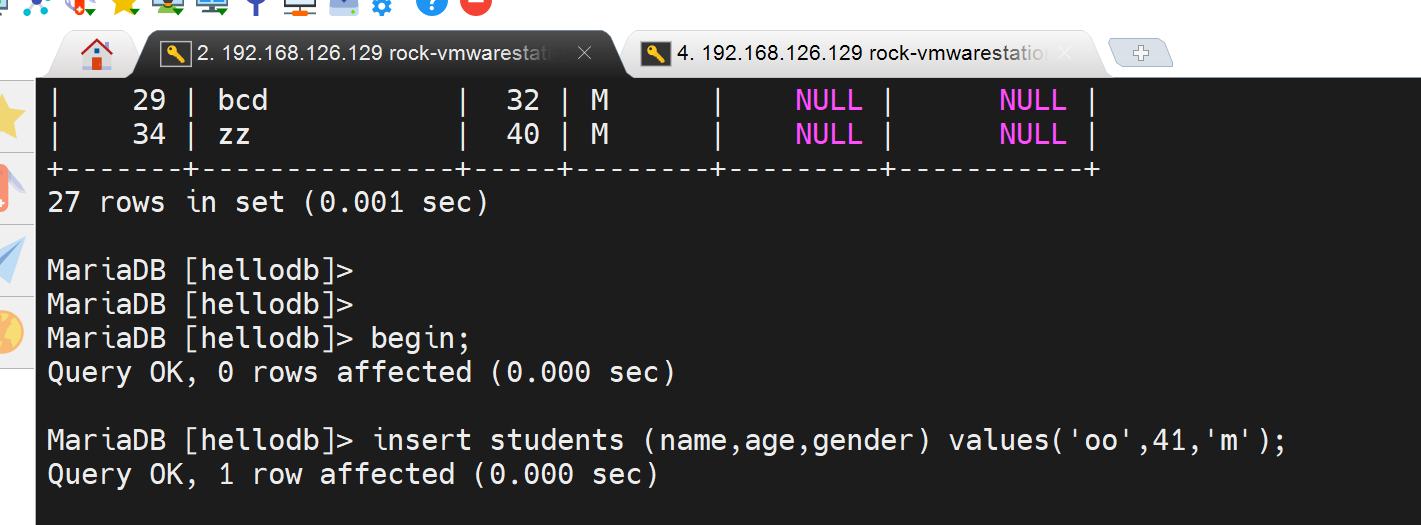 2. 192.168.126.129 rock-vmwarestati
4. 192.168.126.129 rock-vmwarestatio
|     29 | bcd           |  32 | M      |    NULL |      NULL |
|     34 | zz            |  40 | M      |    NULL |      NULL |
+-------+---------------+-----+--------+---------+-----------+
27 rows in set (0.001 sec)
MariaDB [hellodb]>
MariaDB [hellodb]>
MariaDB [hellodb]> begin;
Query OK, 0 rows affected (0.000 sec)
MariaDB [hellodb]> insert students (name,age,gender) values('oo',41,'m');
Query OK, 1 row affected (0.000 sec)